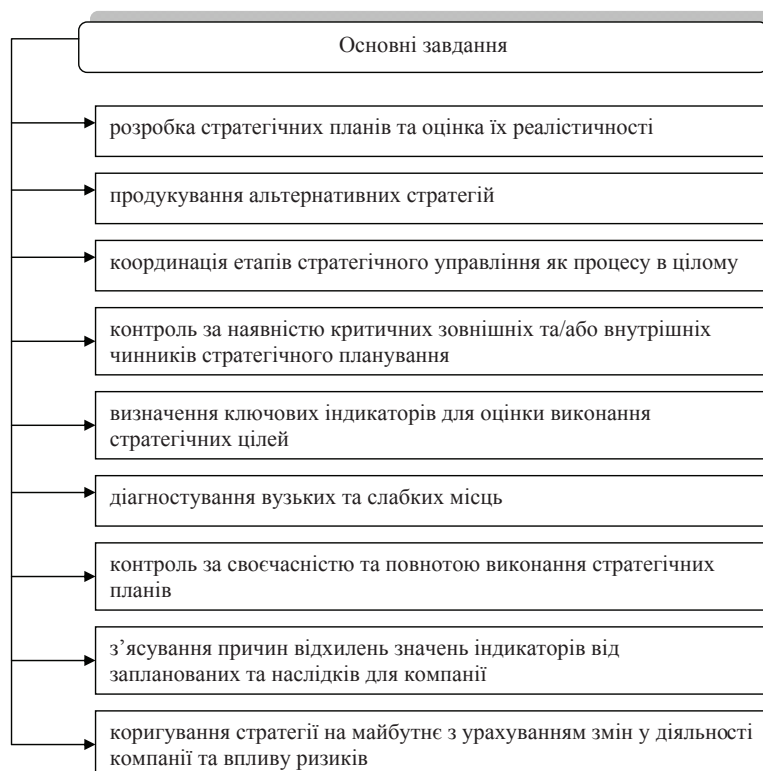 Основні завдання
розробка стратегічних планів та оцінка їх реалістичності
продукування альтернативних стратегій
координація етапів стратегічного управління як процесу в цілому
контроль за наявністю критичних зовнішніх та/або внутрішніх
чинників стратегічного планування
визначення ключових індикаторів для оцінки виконання
стратегічних цілей
діагностування вузьких та слабких місць
контроль за своєчасністю та повнотою виконання стратегічних
планів
з’ясування причин відхилень значень індикаторів від
запланованих та наслідків для компанії
коригування стратегії на майбутнє з урахуванням змін у діяльності
компанії та впливу ризиків